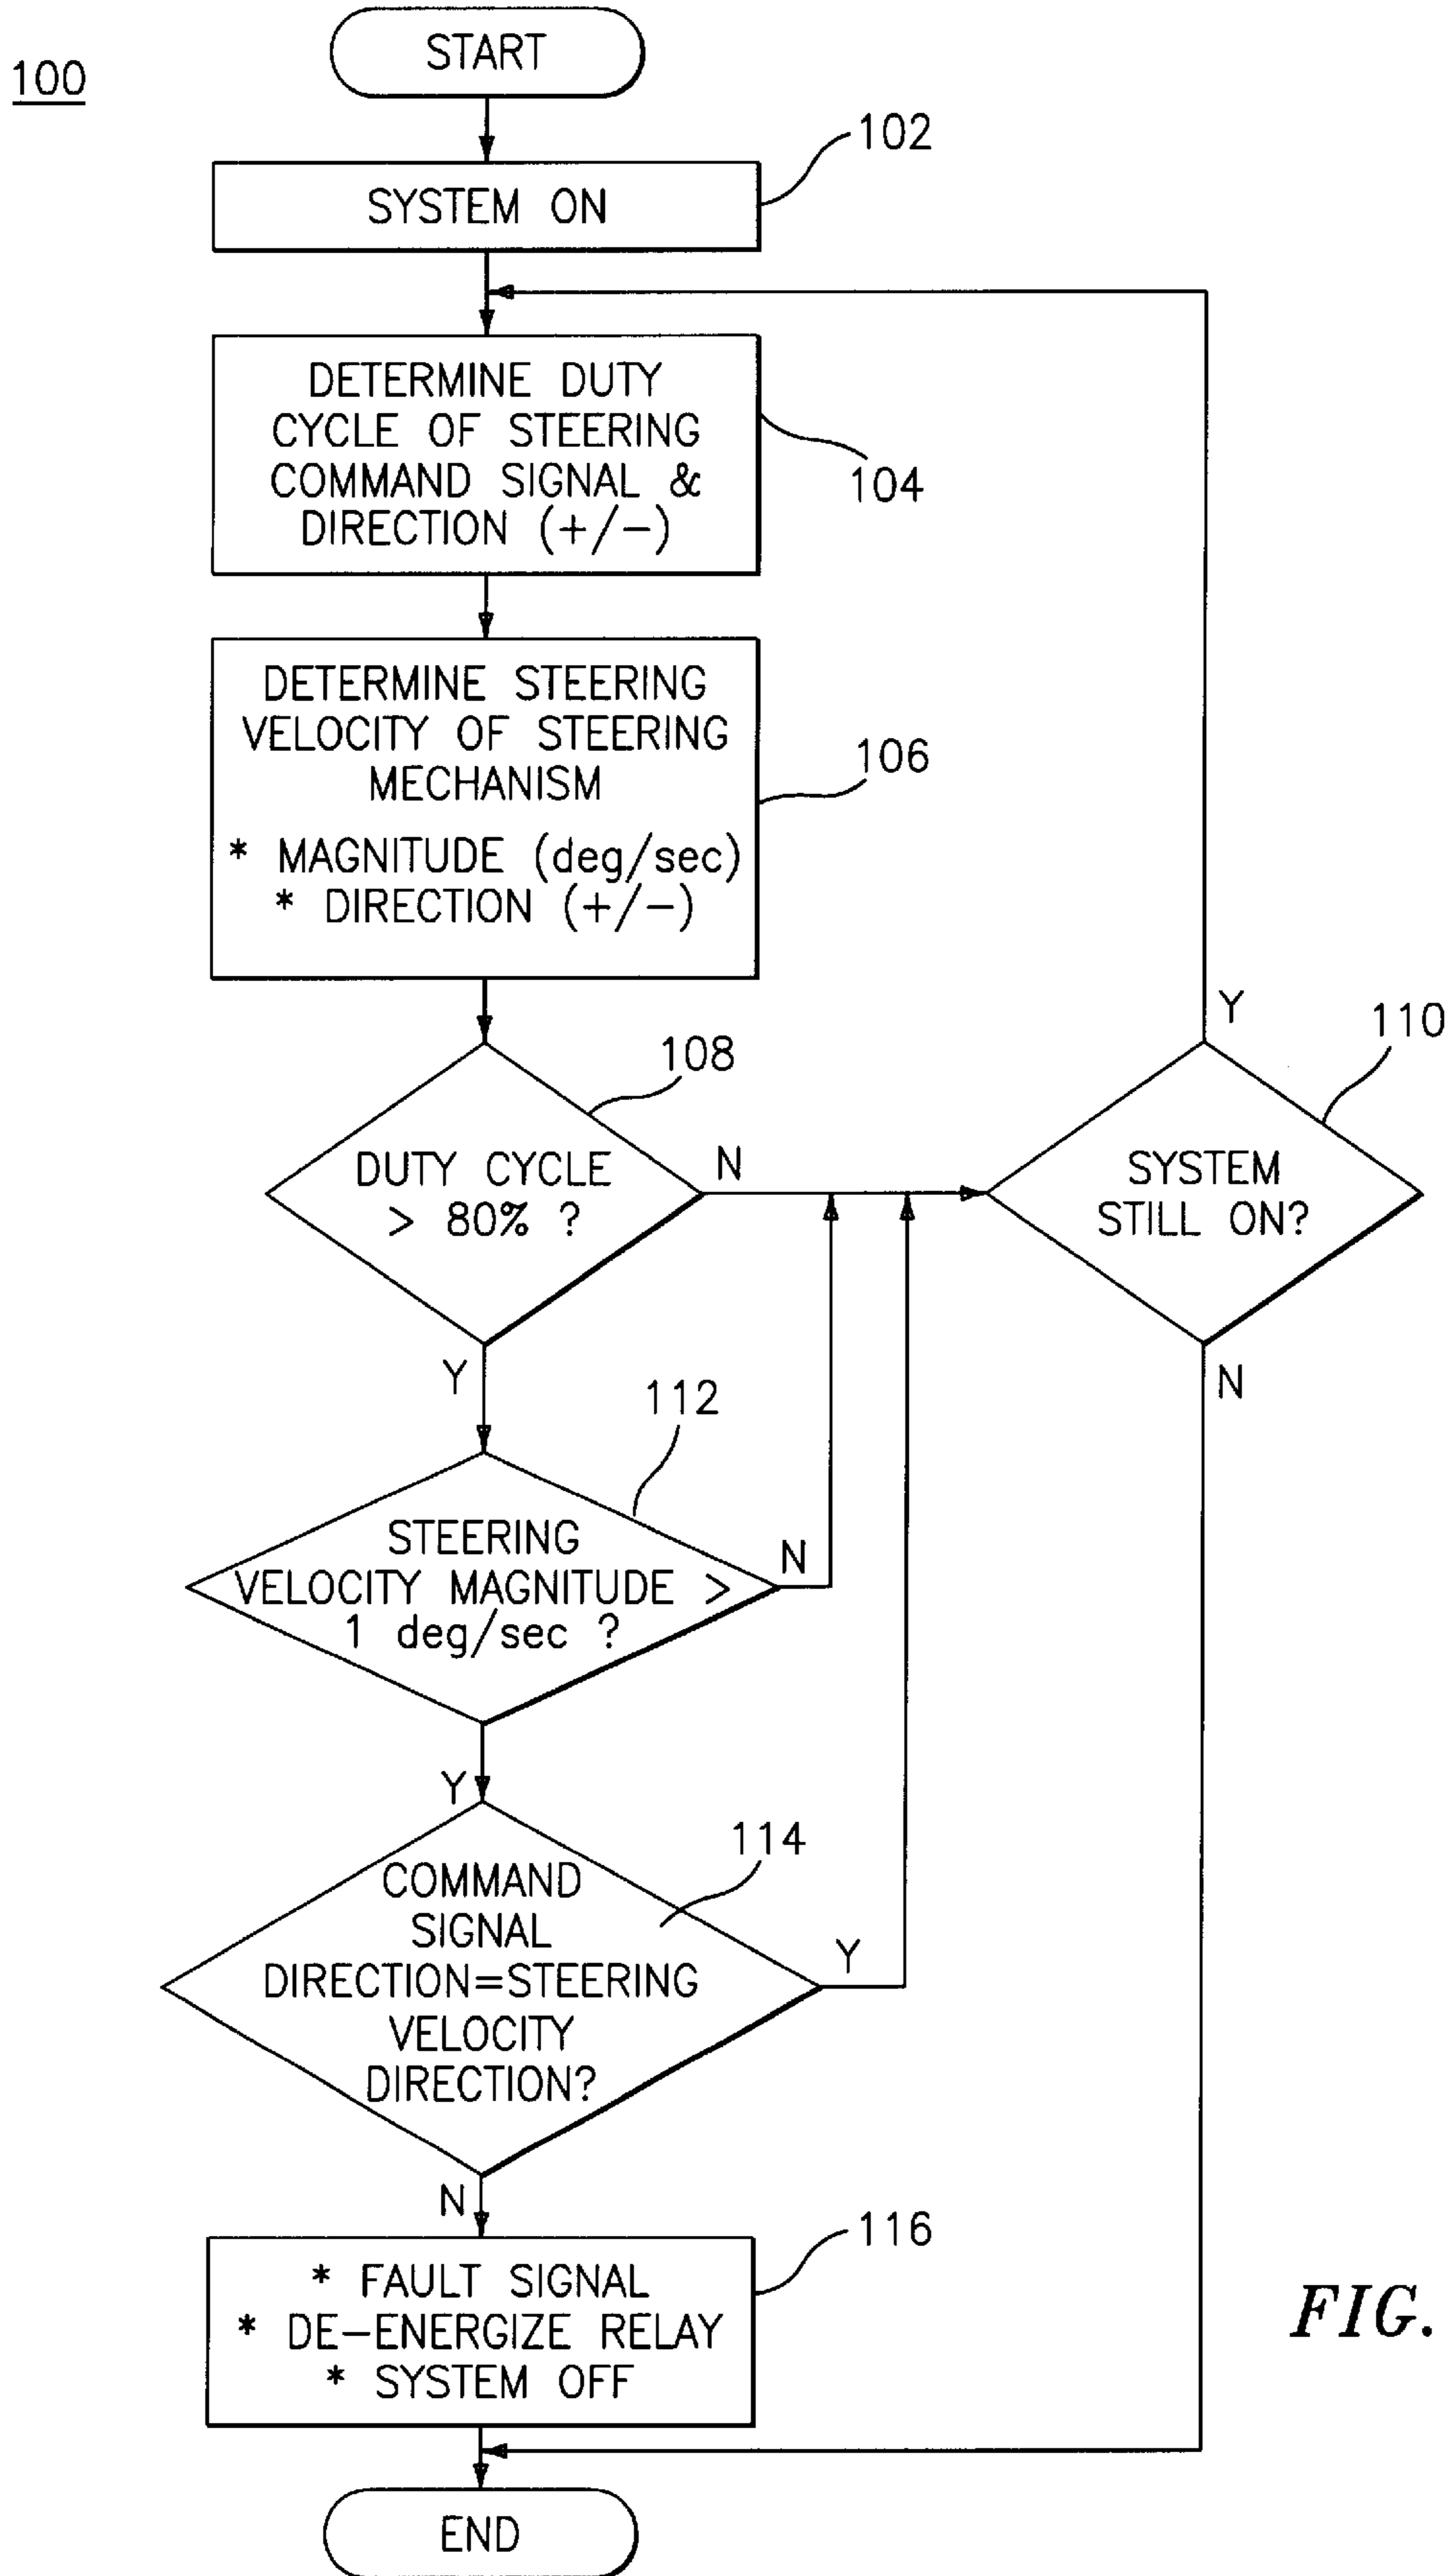 100
START
102
SYSTEM ON
DETERMINE DUTY
CYCLE OF STEERING
COMMAND SIGNAL &
DIRECTION (+/-)
104
DETERMINE STEERING
VELOCITY OF STEERING
MECHANISM
* MAGNITUDE (deg/sec)
* DIRECTION (+/-)
106
108
DUTY CYCLE
> 80% ?
N
Y
Y
110
SYSTEM
STILL ON?
N
112
STEERING
VELOCITY MAGNITUDE >
1 deg/sec ?
N
Y
114
COMMAND
SIGNAL
DIRECTION=STEERING
VELOCITY
DIRECTION?
Y
N
116
* FAULT SIGNAL
* DE-ENERGIZE RELAY
* SYSTEM OFF
END
FIG.